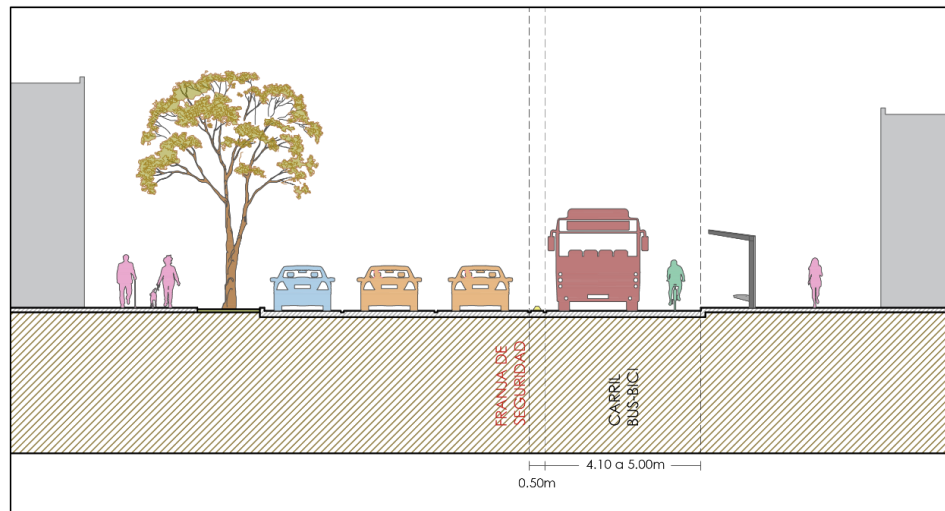 FRANJA DE
SEGURIDAD
CARRIL
BUS-BICI
4.10 a 5.00m
0.50m